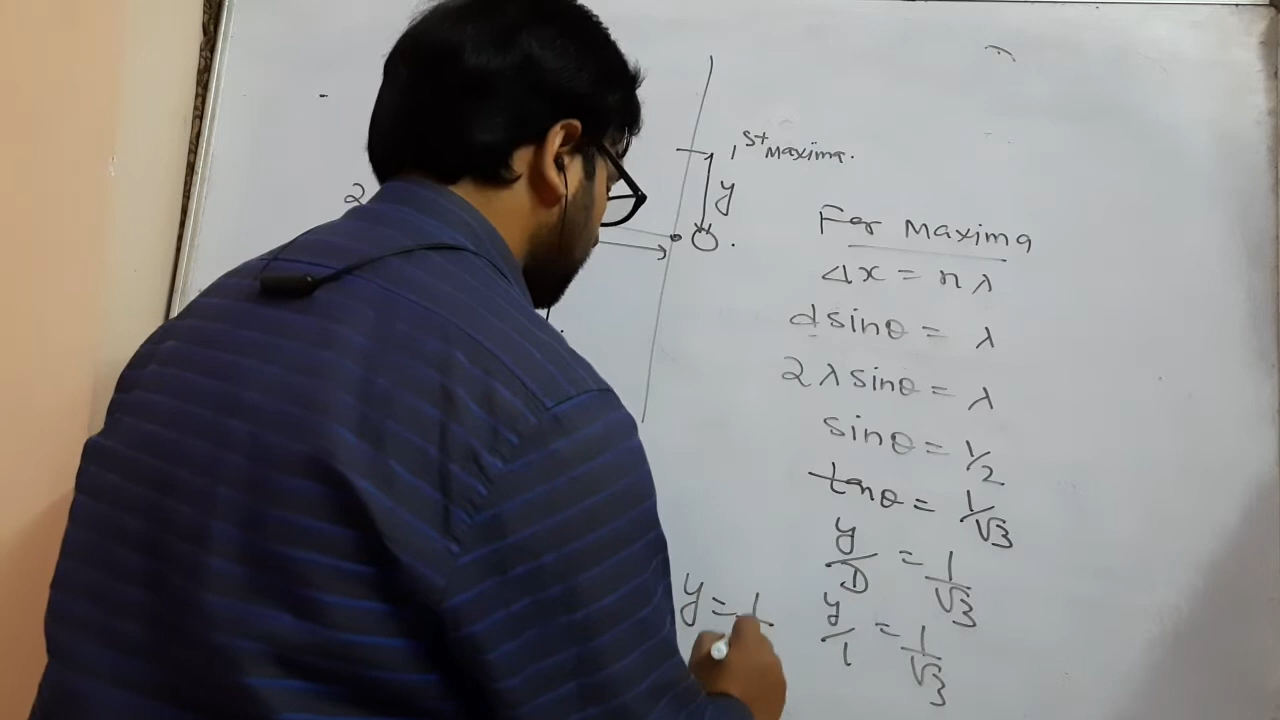 1st Maxima.
y
2
O.
For Maxima
Δx = nλ
d sinθ = λ
2λ sinθ = λ
sinθ = 1/2
tanθ = 1/√3
y/D = 1/√3
y/1 = 1/√3
y = 1